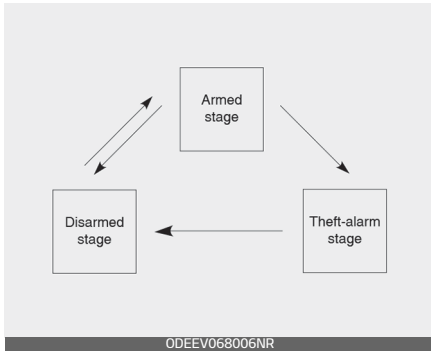 Armed
stage
Disarmed
stage
Theft-alarm
stage
ODEEV068006NR